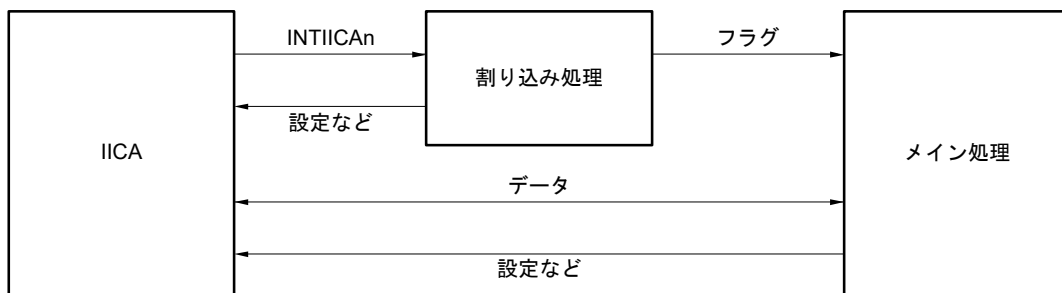 INTIICAn
フラグ
割り込み処理
設定など
IICA
メイン処理
データ
設定など